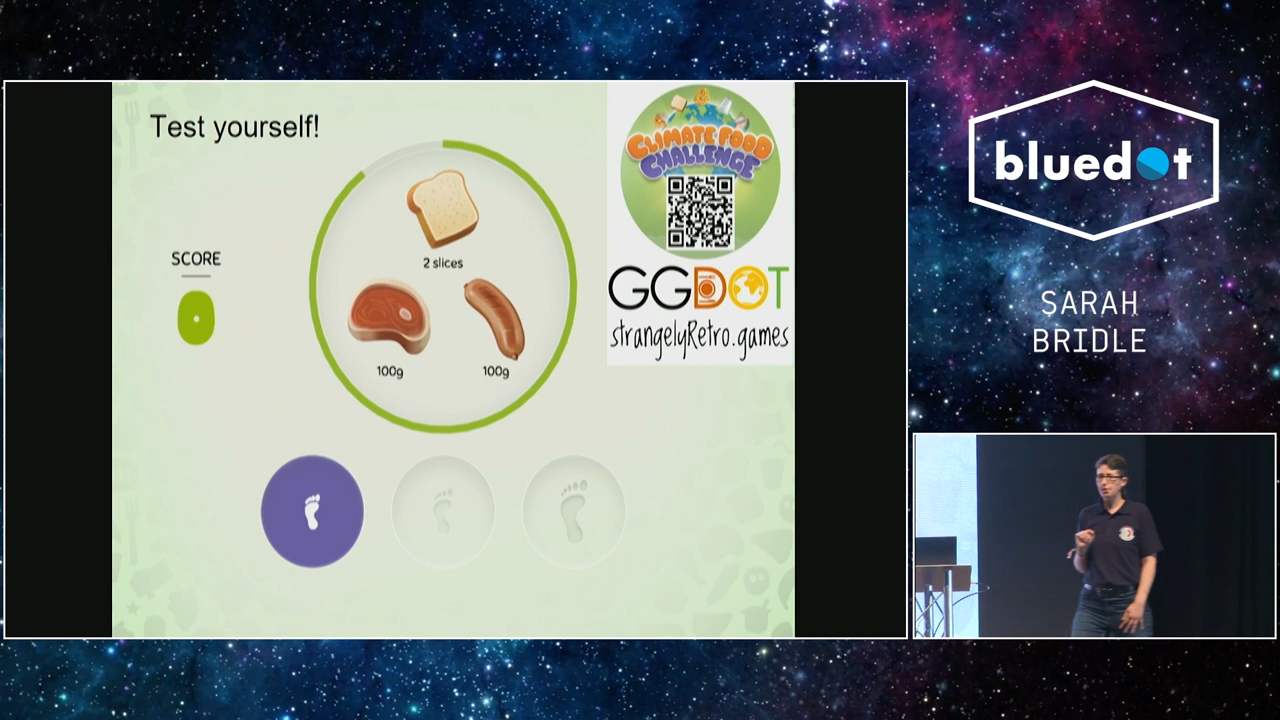 Test yourself!
SCORE
0
2 slices
100g
100g
CLIMATE FOOD
CHALLENGE
GGDOT
strangelyRetro.games
bluedot
SARAH
BRIDLE